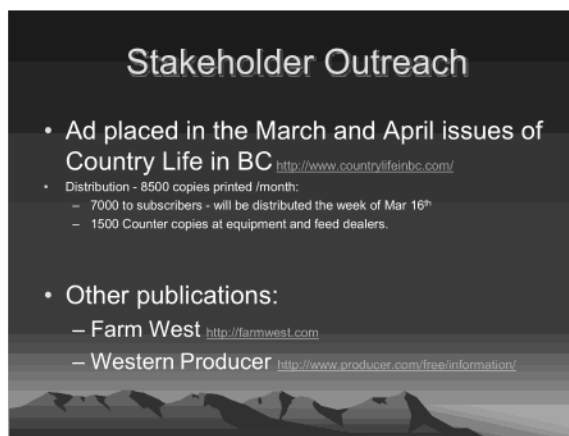 Stakeholder Outreach
• Ad placed in the March and April issues of
Country Life in BC http://www.countrylifeinbc.com/
• Distribution - 8500 copies printed /month:
– 7000 to subscribers - will be distributed the week of Mar 16th
– 1500 Counter copies at equipment and feed dealers.
• Other publications:
– Farm West http://farmwest.com
– Western Producer http://www.producer.com/free/information/